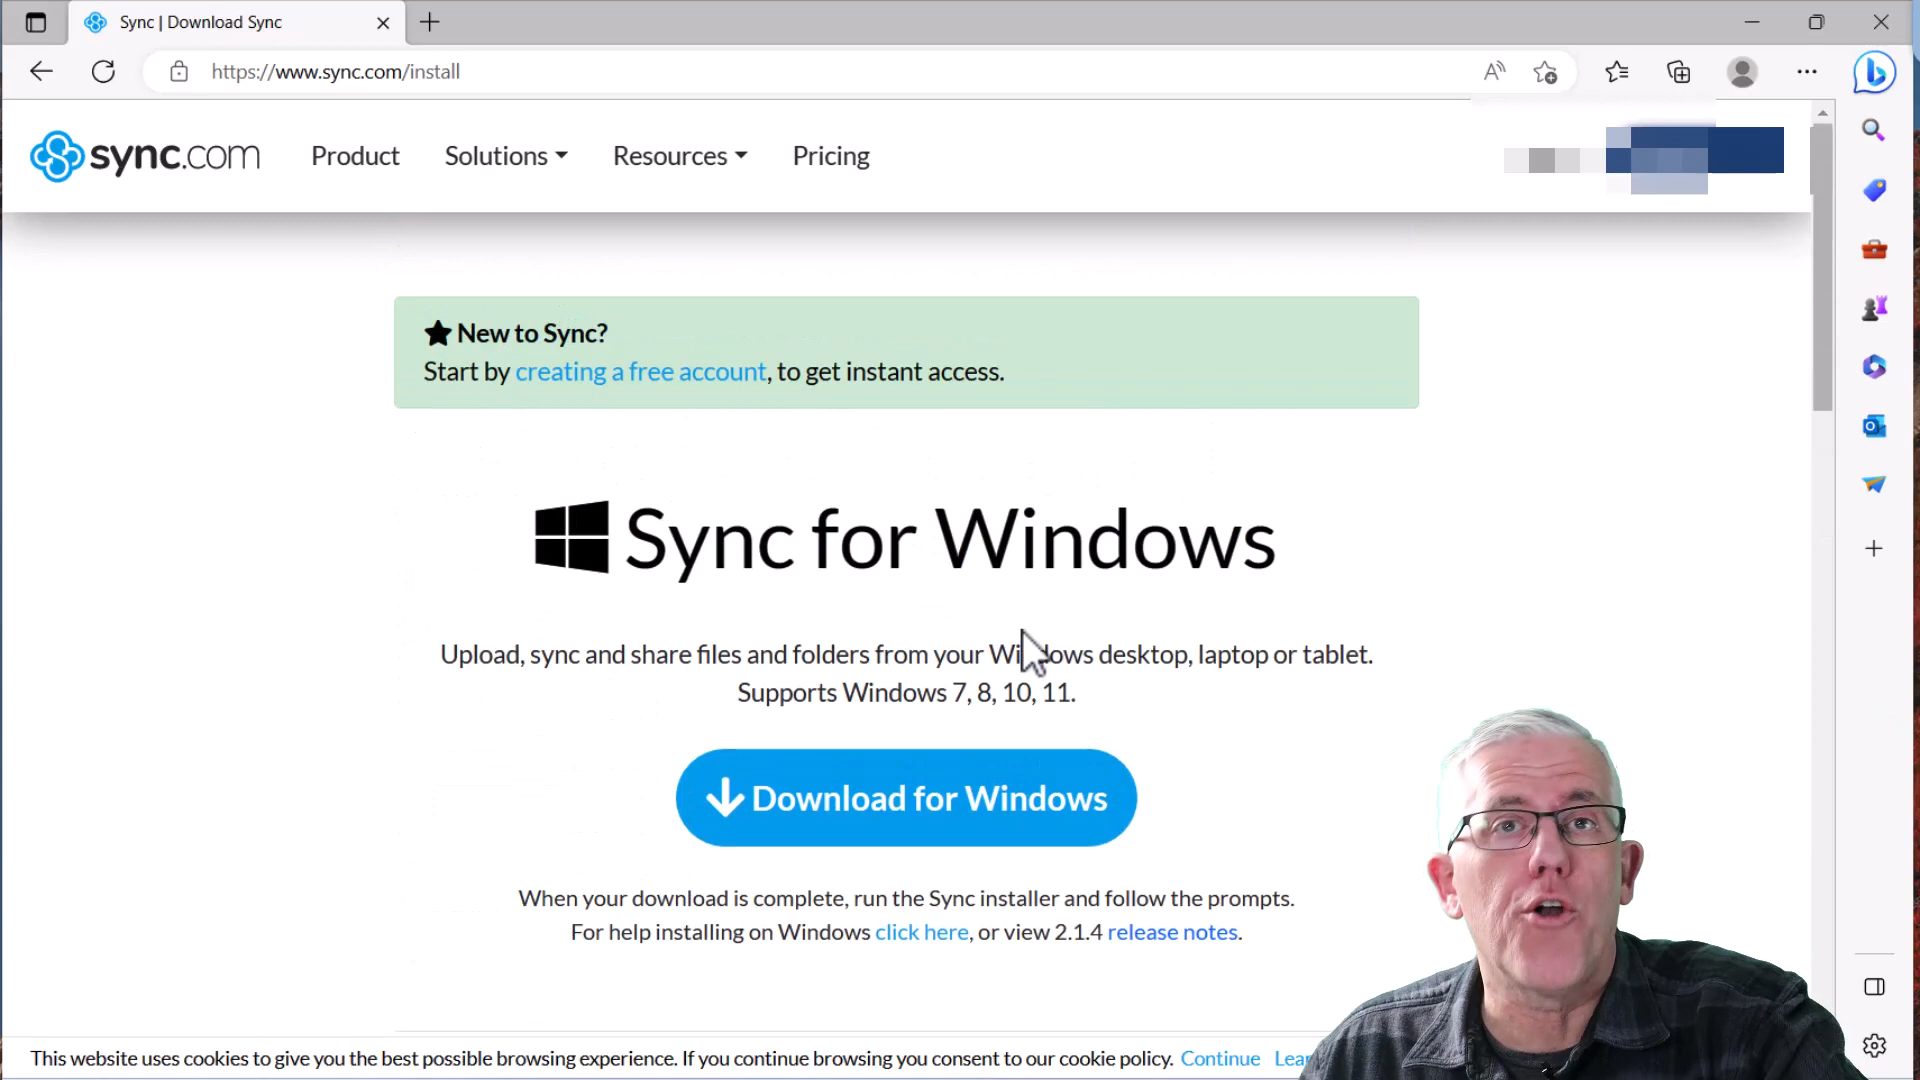 Sync | Download Sync
https://www.sync.com/install
sync.com
Product
Solutions
Resources
Pricing
New to Sync?
Start by creating a free account, to get instant access.
Sync for Windows
Upload, sync and share files and folders from your Windows desktop, laptop or tablet.
Supports Windows 7, 8, 10, 11.
Download for Windows
When your download is complete, run the Sync installer and follow the prompts.
For help installing on Windows click here, or view 2.1.4 release notes.
This website uses cookies to give you the best possible browsing experience. If you continue browsing you consent to our cookie policy. Continue